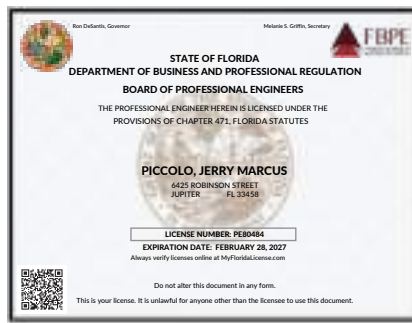 Ron DeSantis, Governor
Melanie S. Griffin, Secretary
FBPE
STATE OF FLORIDA
DEPARTMENT OF BUSINESS AND PROFESSIONAL REGULATION
BOARD OF PROFESSIONAL ENGINEERS
THE PROFESSIONAL ENGINEER HEREIN IS LICENSED UNDER THE
PROVISIONS OF CHAPTER 471, FLORIDA STATUTES
PICCOLO, JERRY MARCUS
6425 ROBINSON STREET
JUPITER FL 33458
LICENSE NUMBER: PE80484
EXPIRATION DATE: FEBRUARY 28, 2027
Always verify licenses online at MyFloridaLicense.com
Do not alter this document in any form.
This is your license. It is unlawful for anyone other than the licensee to use this document.